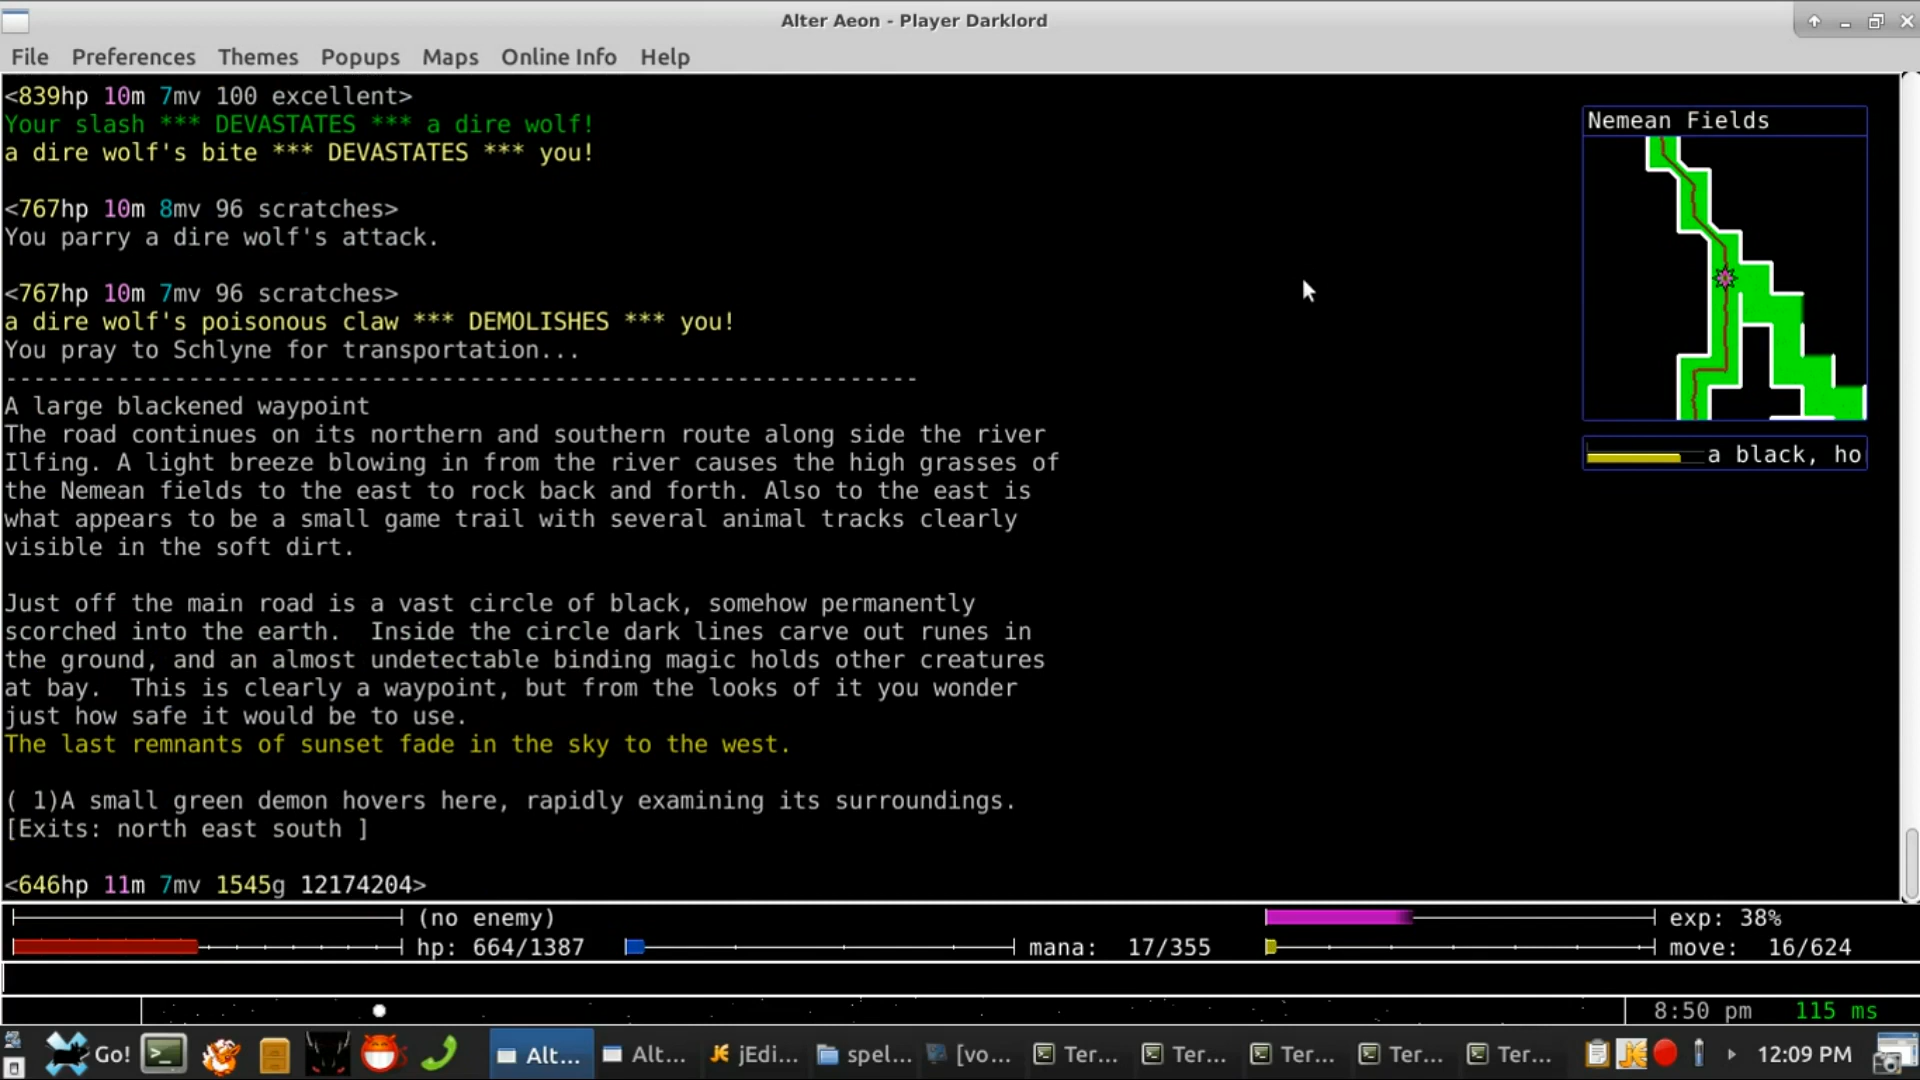 Alter Aeon - Player Darklord
File Preferences Themes Popups Maps Online Info Help
<839hp 10m 7mv 100 excellent>
Your slash *** DEVASTATES *** a dire wolf!
a dire wolf's bite *** DEVASTATES *** you!
<767hp 10m 8mv 96 scratches>
You parry a dire wolf's attack.
<767hp 10m 7mv 96 scratches>
a dire wolf's poisonous claw *** DEMOLISHES *** you!
You pray to Schlyne for transportation...
-----------------------------------------------------------------
A large blackened waypoint
The road continues on its northern and southern route along side the river
Ilfing. A light breeze blowing in from the river causes the high grasses of
the Nemean fields to the east to rock back and forth. Also to the east is
what appears to be a small game trail with several animal tracks clearly
visible in the soft dirt.
Just off the main road is a vast circle of black, somehow permanently
scorched into the earth.  Inside the circle dark lines carve out runes in
the ground, and an almost undetectable binding magic holds other creatures
at bay.  This is clearly a waypoint, but from the looks of it you wonder
just how safe it would be to use.
The last remnants of sunset fade in the sky to the west.
( 1)A small green demon hovers here, rapidly examining its surroundings.
[Exits: north east south ]
<646hp 11m 7mv 1545g 12174204>
Nemean Fields
a black, ho
(no enemy) exp: 38%
hp: 664/1387 mana: 17/355 move: 16/624
8:50 pm 115 ms
Go! Alt... Alt... jEdi... spel... [vo... Ter... Ter... Ter... Ter... Ter... 12:09 PM